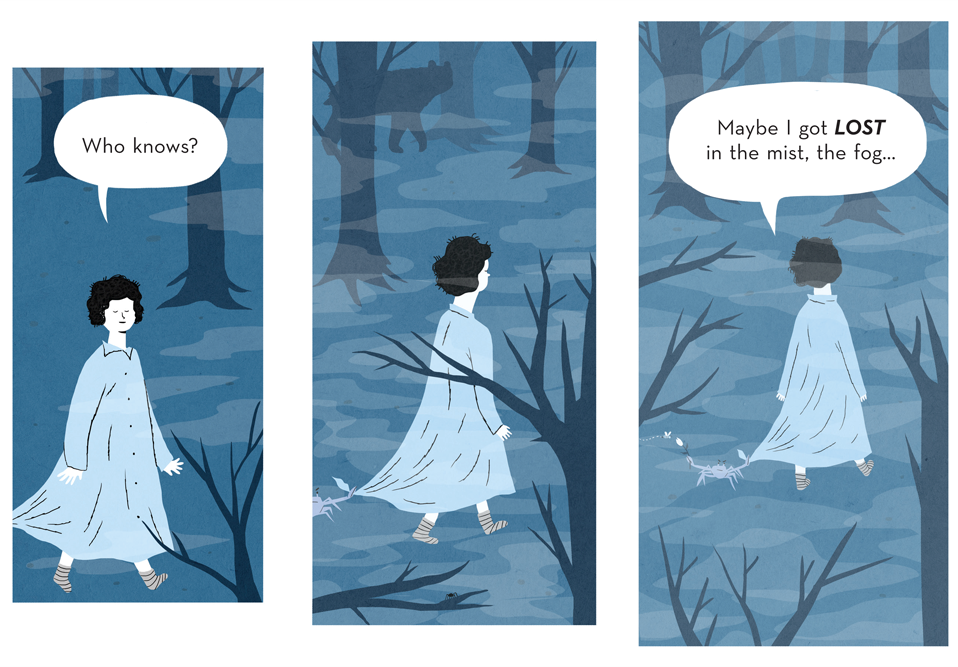 Who knows?
Maybe I got LOST
in the mist, the fog...